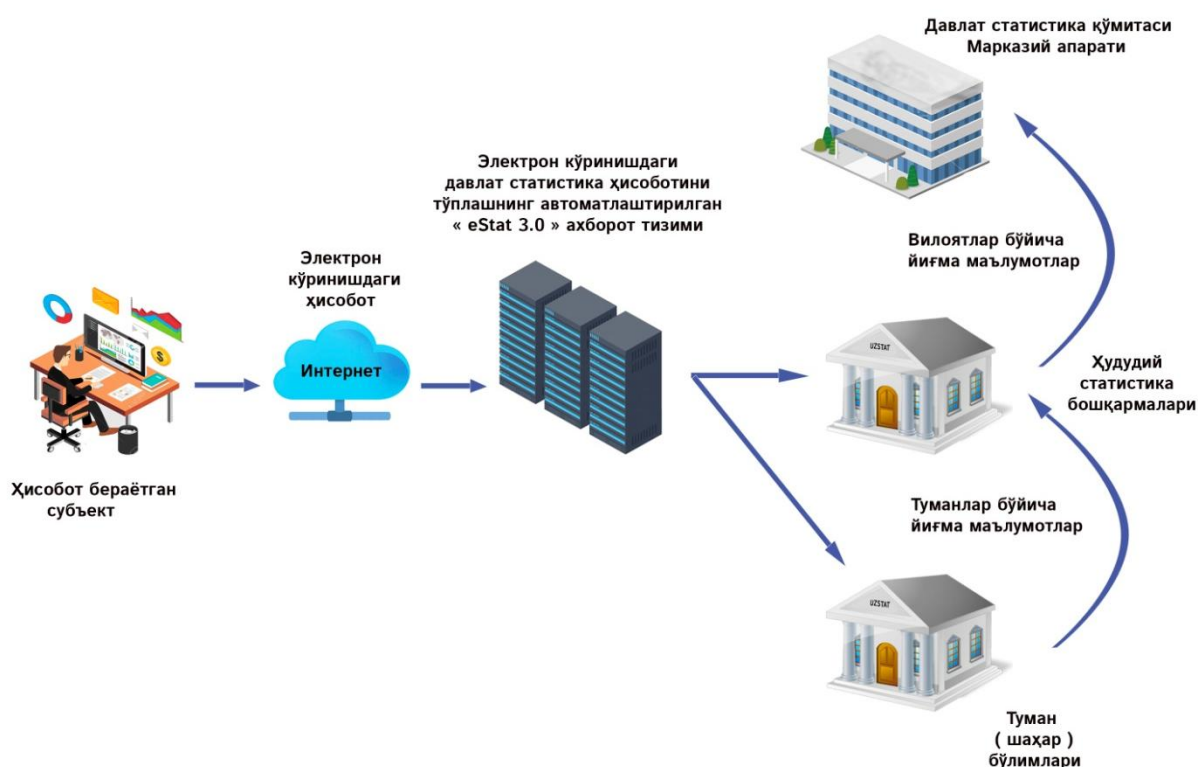 Давлат статистика қўмитаси
Марказий апарати
Электрон кўринишдаги
давлат статистика ҳисоботини
тўплашнинг автоматлаштирилган
« eStat 3.0 » ахборот тизими
Вилоятлар бўйича
йиғма маълумотлар
Электрон
кўринишдаги
ҳисобот
Интернет
UZSTAT
Ҳудудий
статистика
бошқармалари
Ҳисобот бераётган
субъект
Туманлар бўйича
йиғма маълумотлар
UZSTAT
Туман
( шаҳар )
бўлимлари